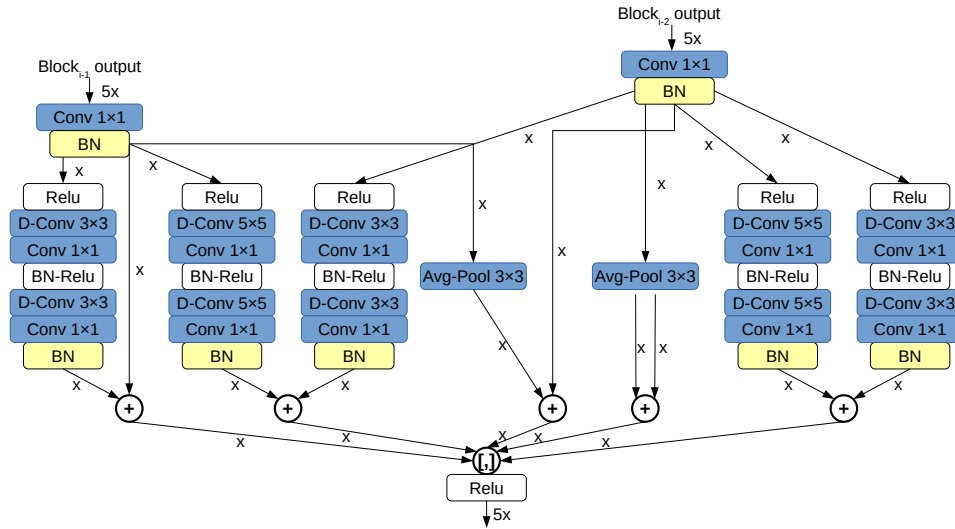 Block i-2 output
5x
Conv 1×1
BN
Block i-1 output
5x
Conv 1×1
BN
x
x
x
x
x
x
Relu
D-Conv 3×3
Conv 1×1
BN-Relu
D-Conv 3×3
Conv 1×1
BN
x
x
Relu
D-Conv 5×5
Conv 1×1
BN-Relu
D-Conv 5×5
Conv 1×1
BN
x
Relu
D-Conv 3×3
Conv 1×1
BN-Relu
D-Conv 3×3
Conv 1×1
BN
x
x
Avg-Pool 3×3
x
x
x
Avg-Pool 3×3
x
x
Relu
D-Conv 5×5
Conv 1×1
BN-Relu
D-Conv 5×5
Conv 1×1
BN
x
Relu
D-Conv 3×3
Conv 1×1
BN-Relu
D-Conv 3×3
Conv 1×1
BN
x
+
+
+
+
+
x
x
x
x
x
[,]
Relu
5x